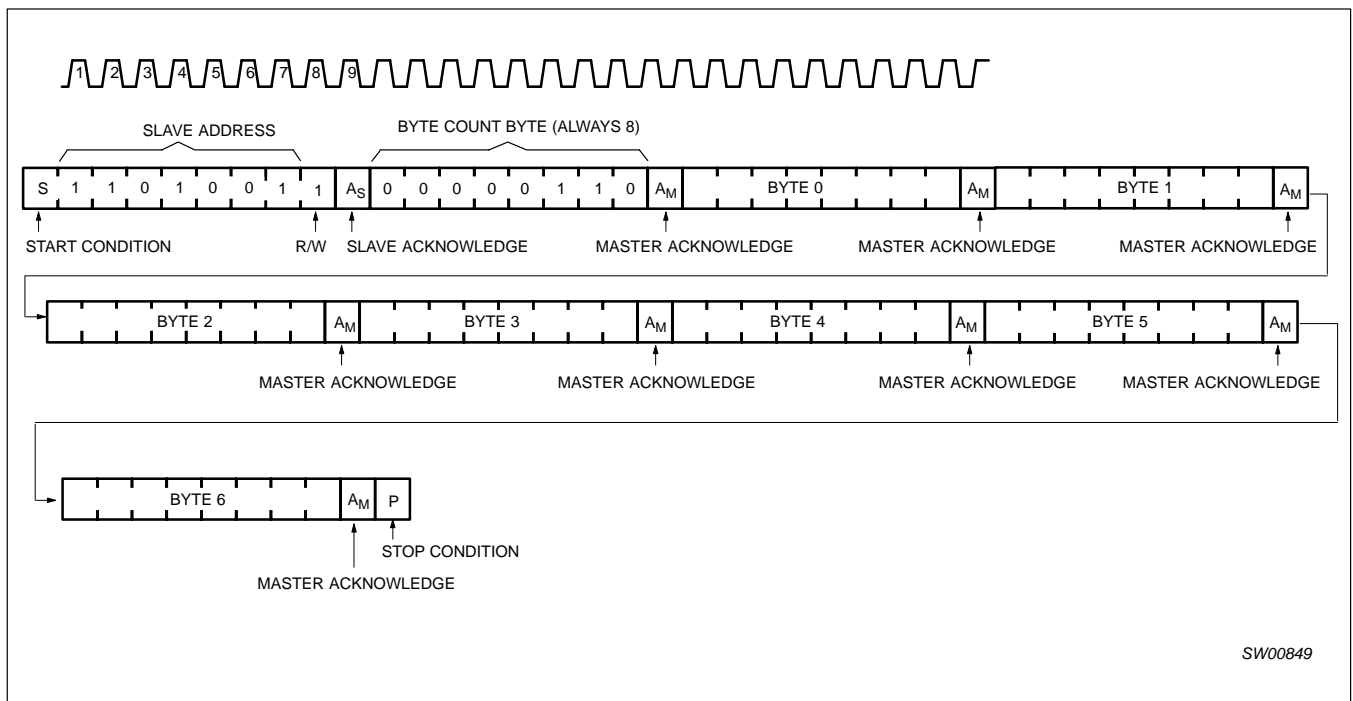 1 2 3 4 5 6 7 8 9
SLAVE ADDRESS BYTE COUNT BYTE (ALWAYS 8)
S 1 1 0 1 0 0 1 1 AS 0 0 0 0 0 1 1 0 AM BYTE 0 AM BYTE 1 AM
START CONDITION R/W SLAVE ACKNOWLEDGE MASTER ACKNOWLEDGE MASTER ACKNOWLEDGE MASTER ACKNOWLEDGE
BYTE 2 AM BYTE 3 AM BYTE 4 AM BYTE 5 AM
MASTER ACKNOWLEDGE MASTER ACKNOWLEDGE MASTER ACKNOWLEDGE MASTER ACKNOWLEDGE
BYTE 6 AM P
STOP CONDITION
MASTER ACKNOWLEDGE
SW00849